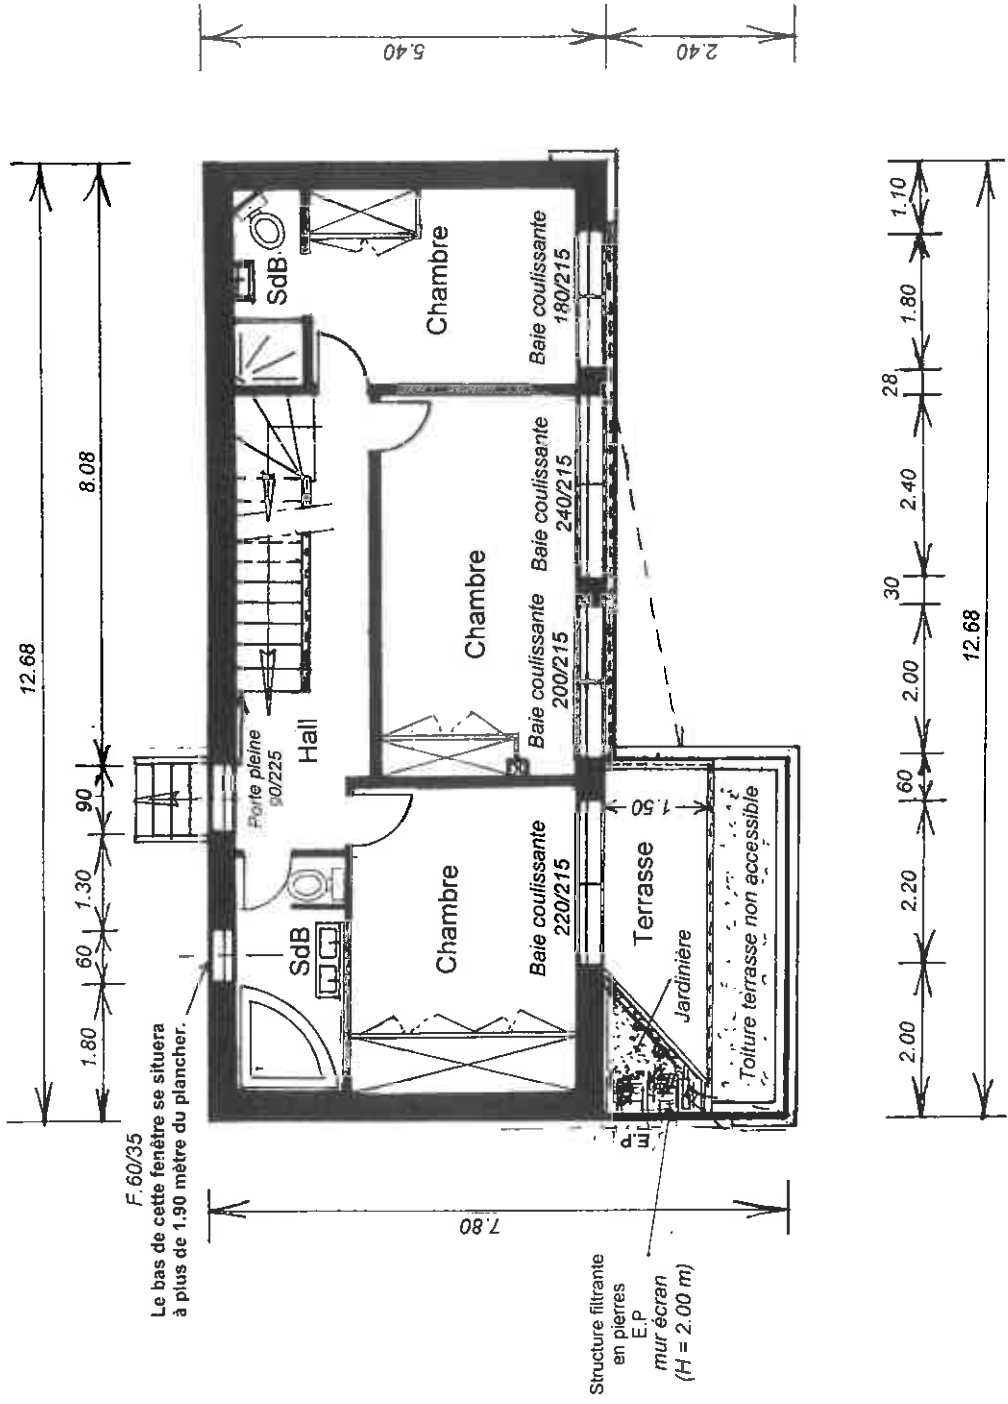 12.68
1.80
60
1.30
90
8.08
F.60/35
Le bas de cette fenêtre se situera
à plus de 1.90 mètre du plancher.
SdB
Porte pleine
90/225
Hall
SdB
Chambre
Chambre
Chambre
Baie coulissante
220/215
Baie coulissante
200/215
Baie coulissante
240/215
Baie coulissante
180/215
7.80
5.40
2.40
E.P
Terrasse
1.50
Jardinière
Toiture terrasse non accessible
Structure filtrante
en pierres
E.P
mur écran
(H = 2.00 m)
2.00
2.20
60
2.00
30
2.40
28
1.80
1.10
12.68